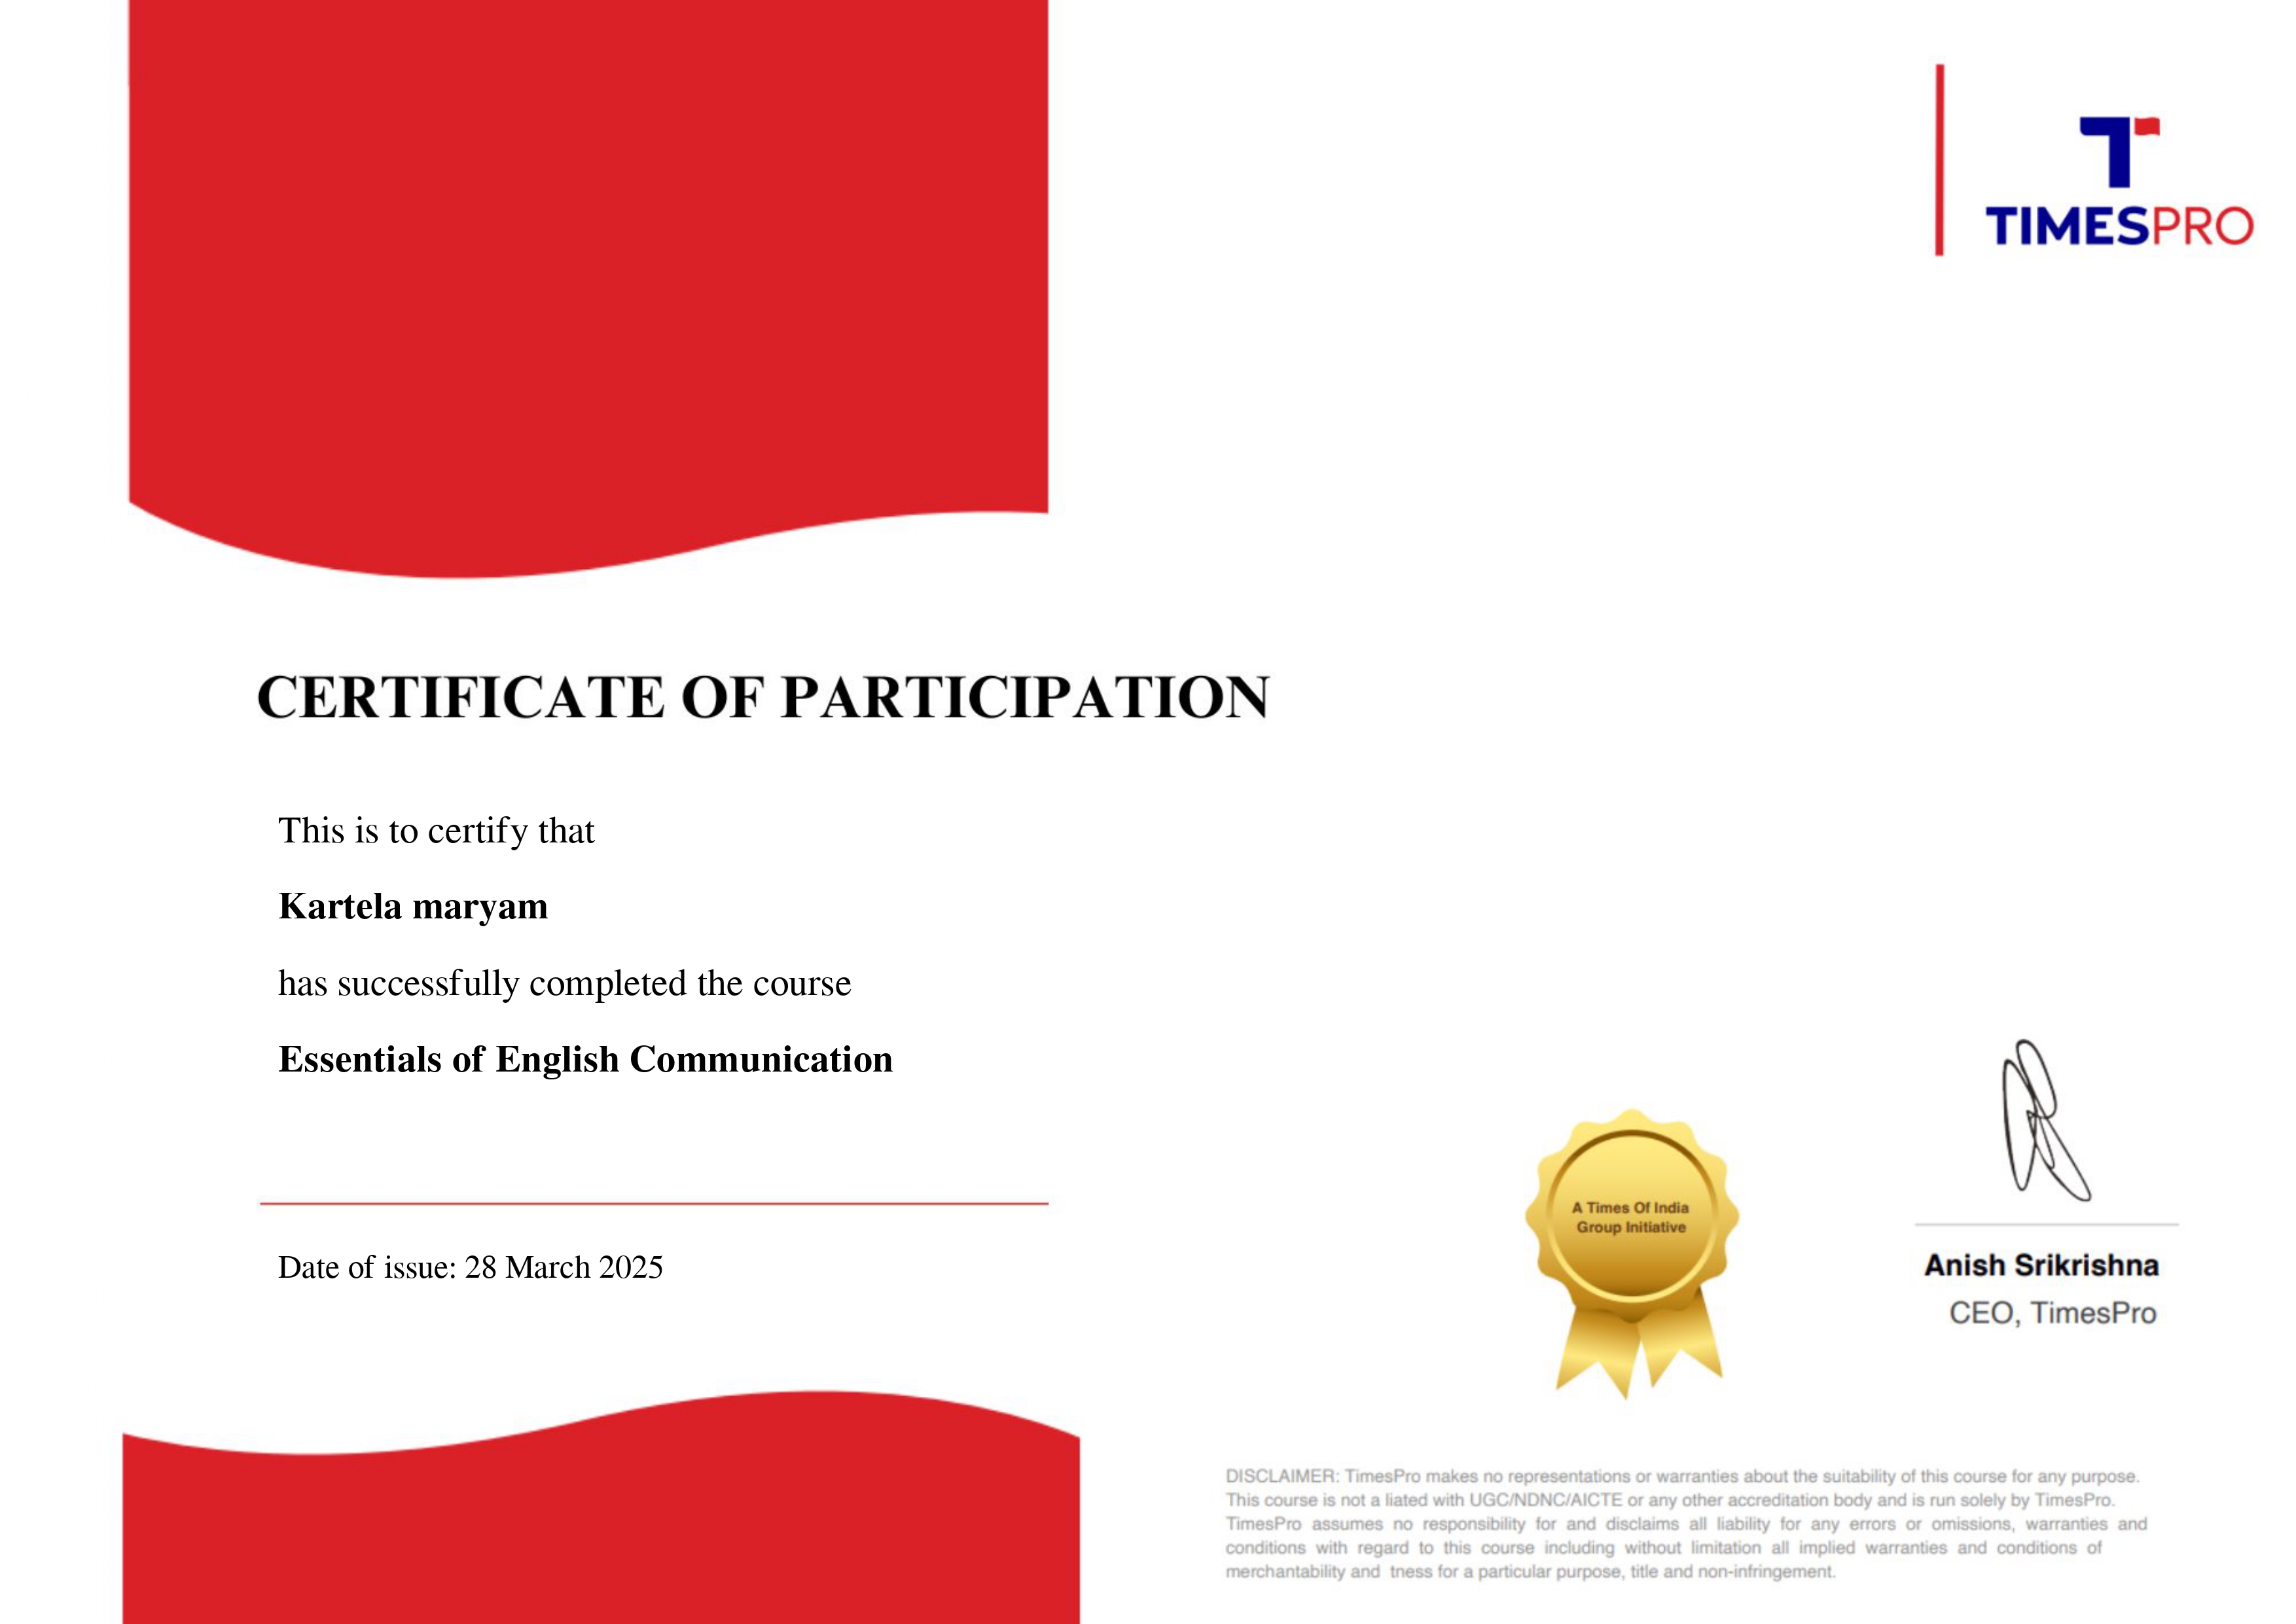 TIMESPRO
CERTIFICATE OF PARTICIPATION
This is to certify that
Kartela maryam
has successfully completed the course
Essentials of English Communication
Date of issue: 28 March 2025
A Times Of India
Group Initiative
Anish Srikrishna
CEO, TimesPro
DISCLAIMER: TimesPro makes no representations or warranties about the suitability of this course for any purpose.
This course is not a liated with UGC/NDNC/AICTE or any other accreditation body and is run solely by TimesPro.
TimesPro assumes no responsibility for and disclaims all liability for any errors or omissions, warranties and
conditions with regard to this course including without limitation all implied warranties and conditions of
merchantability and tness for a particular purpose, title and non-infringement.